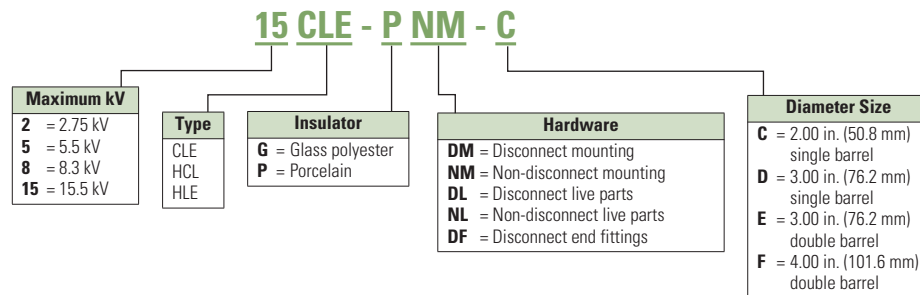 15 CLE - P NM - C
Maximum kV
2 = 2.75 kV
5 = 5.5 kV
8 = 8.3 kV
15 = 15.5 kV
Type
CLE
HCL
HLE
Insulator
G = Glass polyester
P = Porcelain
Hardware
DM = Disconnect mounting
NM = Non-disconnect mounting
DL = Disconnect live parts
NL = Non-disconnect live parts
DF = Disconnect end fittings
Diameter Size
C = 2.00 in. (50.8 mm)
single barrel
D = 3.00 in. (76.2 mm)
single barrel
E = 3.00 in. (76.2 mm)
double barrel
F = 4.00 in. (101.6 mm)
double barrel